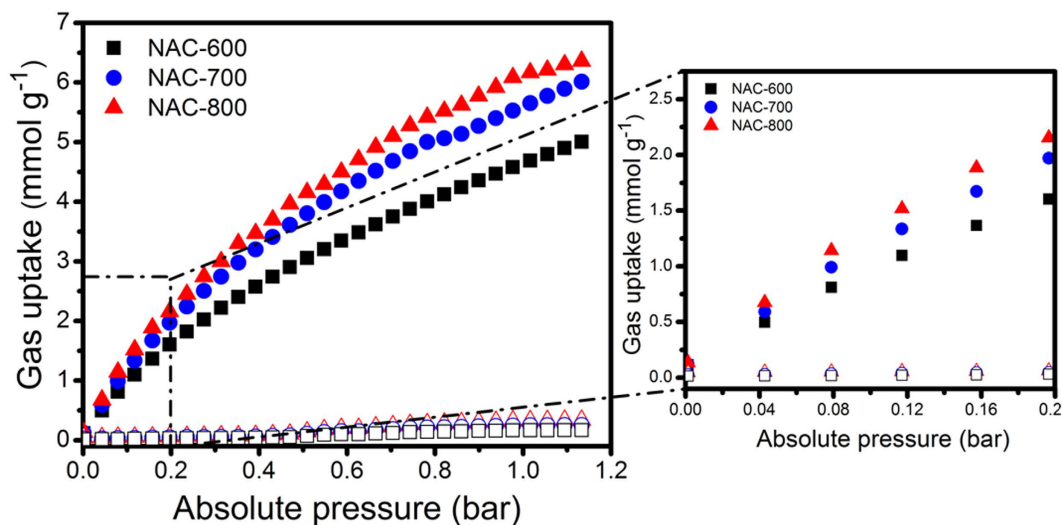 Gas uptake (mmol g⁻¹)
7
6
5
4
3
2
1
0
NAC-600
NAC-700
NAC-800
0.0 0.2 0.4 0.6 0.8 1.0 1.2
Absolute pressure (bar)
Gas uptake (mmol g⁻¹)
2.5
2.0
1.5
1.0
0.5
0.0
NAC-600
NAC-700
NAC-800
0.00 0.04 0.08 0.12 0.16 0.2
Absolute pressure (bar)